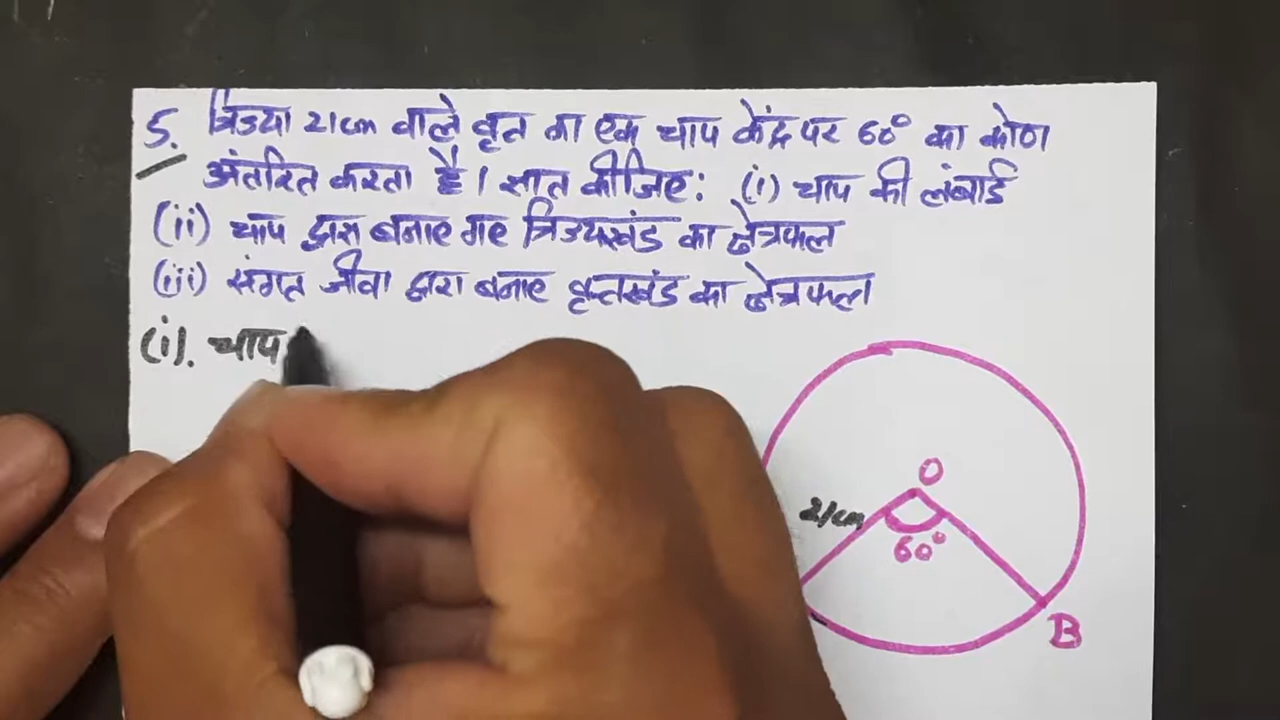 5. त्रिज्या 21cm वाले वृत का एक चाप केंद्र पर 60° का कोण
अंतरित करता है। ज्ञात कीजिए: (i) चाप की लंबाई
(ii) चाप द्वारा बनाए गए त्रिज्यखंड का क्षेत्रफल
(iii) संगत जीवा द्वारा बनाए वृत्तखंड का क्षेत्रफल
(i). चाप
O
21cm
60°
B